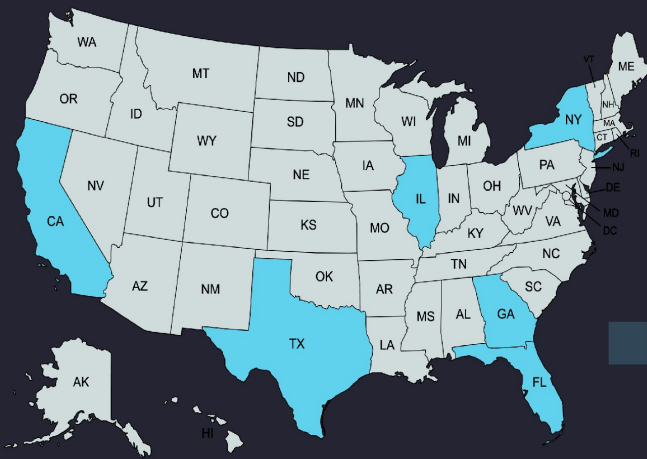 WA
MT
ND
MN
VT
ME
OR
ID
SD
WI
MI
NY
NH
MA
CT
RI
WY
NE
IA
PA
NJ
NV
UT
CO
IL
IN
OH
DE
CA
KS
MO
WV
VA
MD
DC
KY
AZ
NM
OK
AR
TN
NC
SC
TX
LA
MS
AL
GA
FL
AK
HI